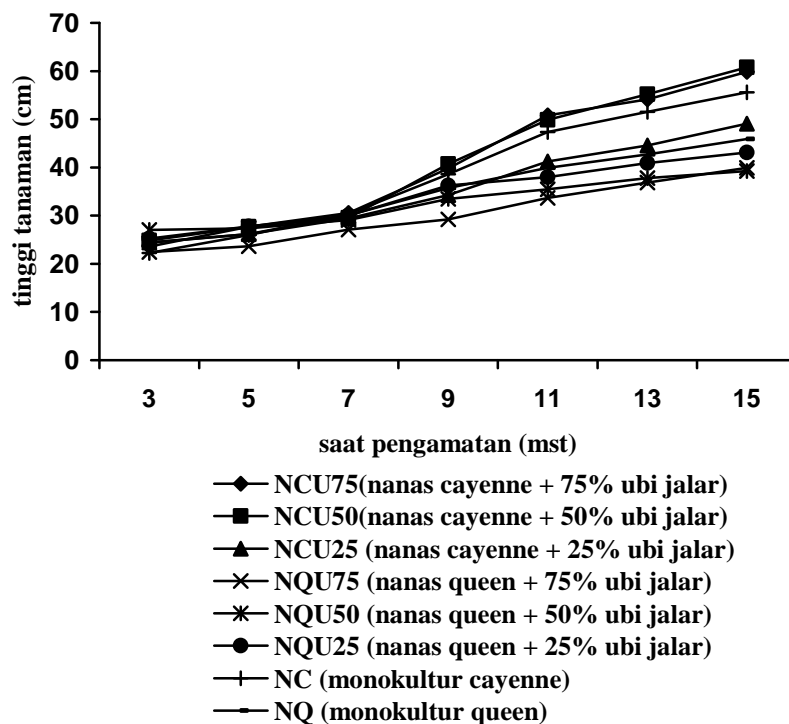 tinggi tanaman (cm)
70
60
50
40
30
20
10
0
3 5 7 9 11 13 15
saat pengamatan (mst)
NCU75(nanas cayenne + 75% ubi jalar)
NCU50(nanas cayenne + 50% ubi jalar)
NCU25 (nanas cayenne + 25% ubi jalar)
NQU75 (nanas queen + 75% ubi jalar)
NQU50 (nanas queen + 50% ubi jalar)
NQU25 (nanas queen + 25% ubi jalar)
NC (monokultur cayenne)
NQ (monokultur queen)